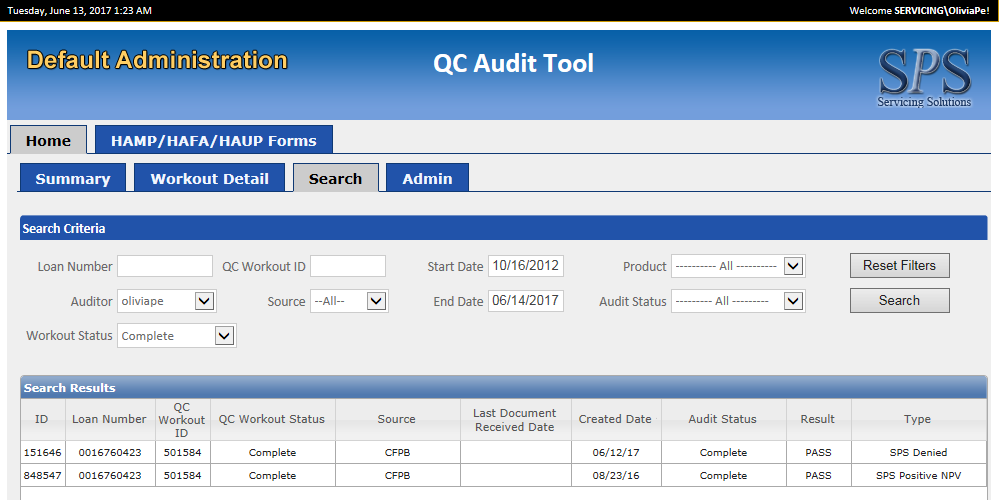 Tuesday, June 13, 2017 1:23 AM Welcome SERVICING\OliviaPe!
Default Administration QC Audit Tool SPS
Servicing Solutions
Home HAMP/HAFA/HAUP Forms
Summary Workout Detail Search Admin
Search Criteria
Loan Number QC Workout ID Start Date 10/16/2012 Product ---------- All ---------- Reset Filters
Auditor oliviape Source --All-- End Date 06/14/2017 Audit Status --------- All --------- Search
Workout Status Complete
Search Results
ID Loan Number QC Workout ID QC Workout Status Source Last Document Received Date Created Date Audit Status Result Type
151646 0016760423 501584 Complete CFPB 06/12/17 Complete PASS SPS Denied
848547 0016760423 501584 Complete CFPB 08/23/16 Complete PASS SPS Positive NPV